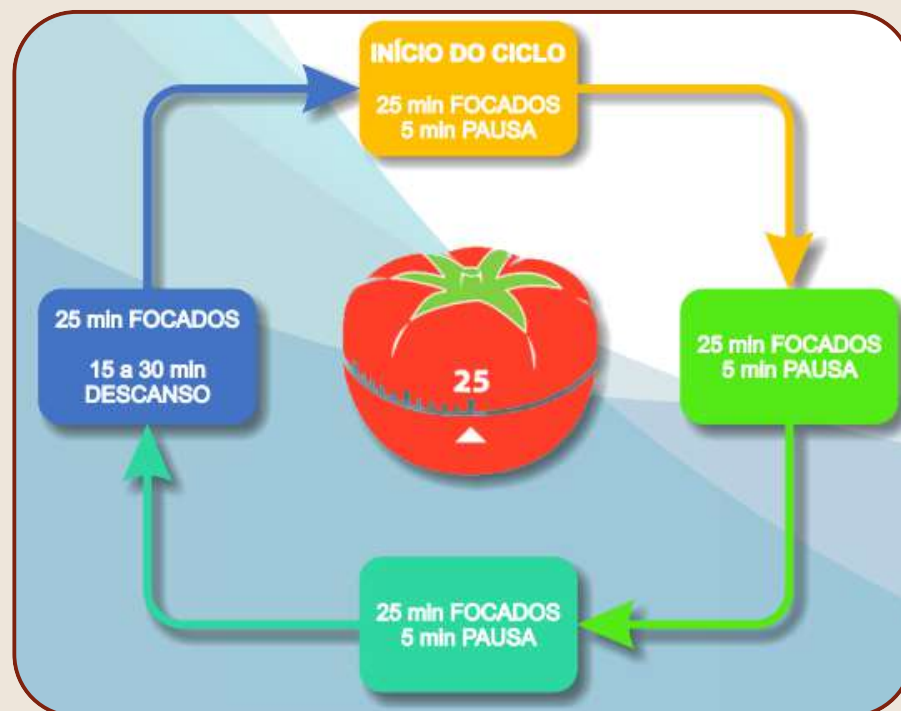 INÍCIO DO CICLO
25 min FOCADOS
5 min PAUSA
25 min FOCADOS
5 min PAUSA
25 min FOCADOS
5 min PAUSA
25 min FOCADOS
15 a 30 min
DESCANSO
25